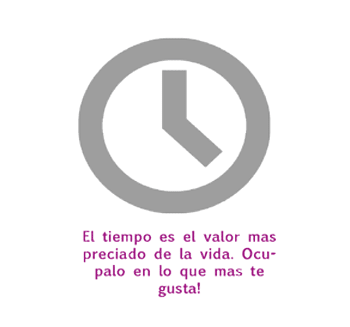 El tiempo es el valor mas
preciado de la vida. Ocu-
palo en lo que mas te
gusta!